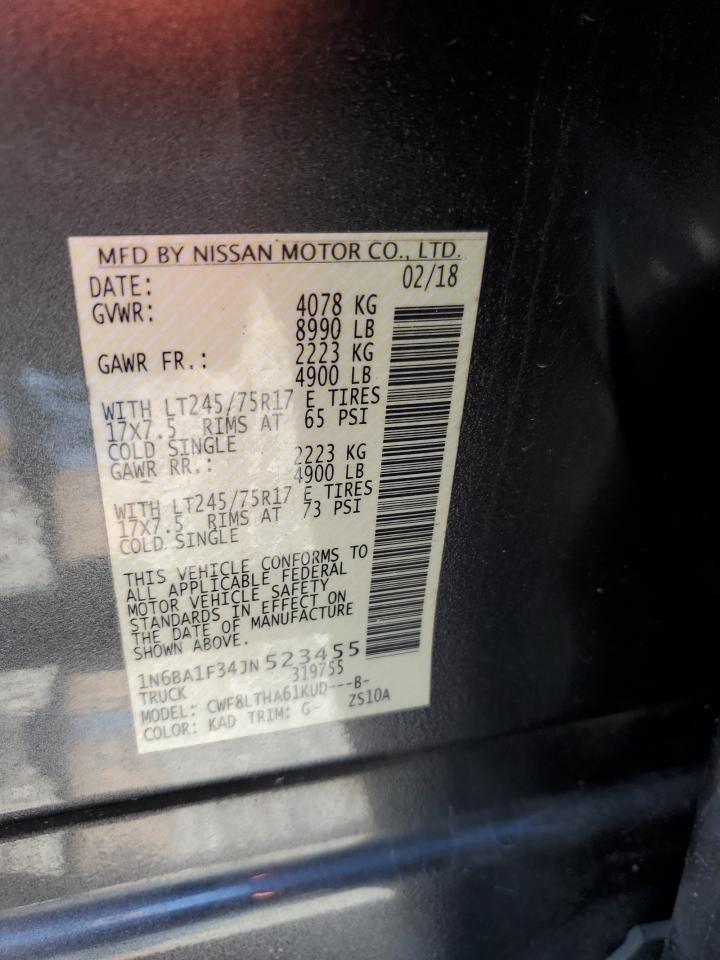 MFD BY NISSAN MOTOR CO., LTD.
DATE: 02/18
GVWR: 4078 KG
8990 LB
GAWR FR.: 2223 KG
4900 LB
WITH LT245/75R17 E TIRES
17X7.5 RIMS AT 65 PSI
COLD SINGLE
GAWR RR.: 2223 KG
4900 LB
WITH LT245/75R17 E TIRES
17X7.5 RIMS AT 73 PSI
COLD SINGLE
THIS VEHICLE CONFORMS TO
ALL APPLICABLE FEDERAL
MOTOR VEHICLE SAFETY
STANDARDS IN EFFECT ON
THE DATE OF MANUFACTURE
SHOWN ABOVE.
1N6BA1F34JN523455
TRUCK 319755
MODEL: CWF8LTHA61KUD---B-
COLOR: KAD TRIM: G- ZS10A